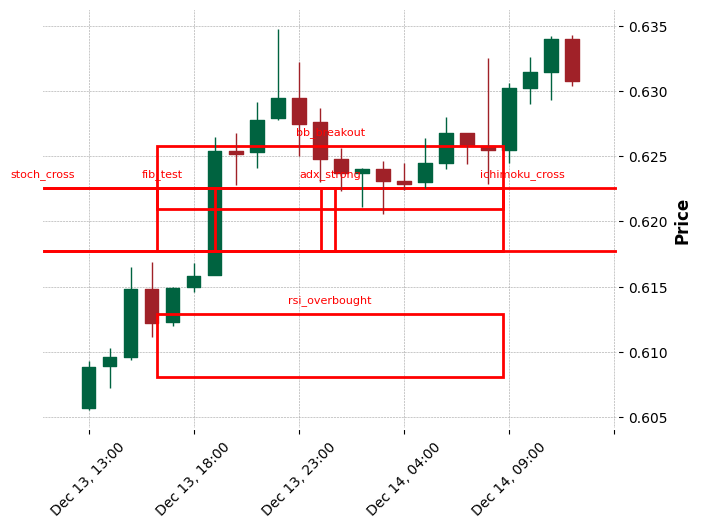 0.635
0.630
bb_breakout
0.625
stoch_cross
fib_test
adx_strong
ichimoku_cross
0.620
Price
0.615
rsi_overbought
0.610
0.605
Dec 13, 13:00
Dec 13, 18:00
Dec 13, 23:00
Dec 14, 04:00
Dec 14, 09:00